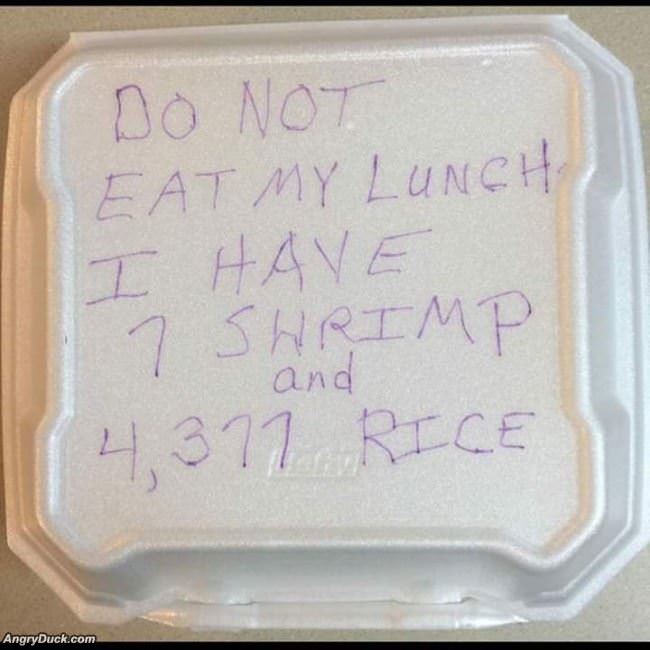 DO NOT
EAT MY LUNCH
I HAVE
7 SHRIMP
and
4,377 RICE
AngryDuck.com